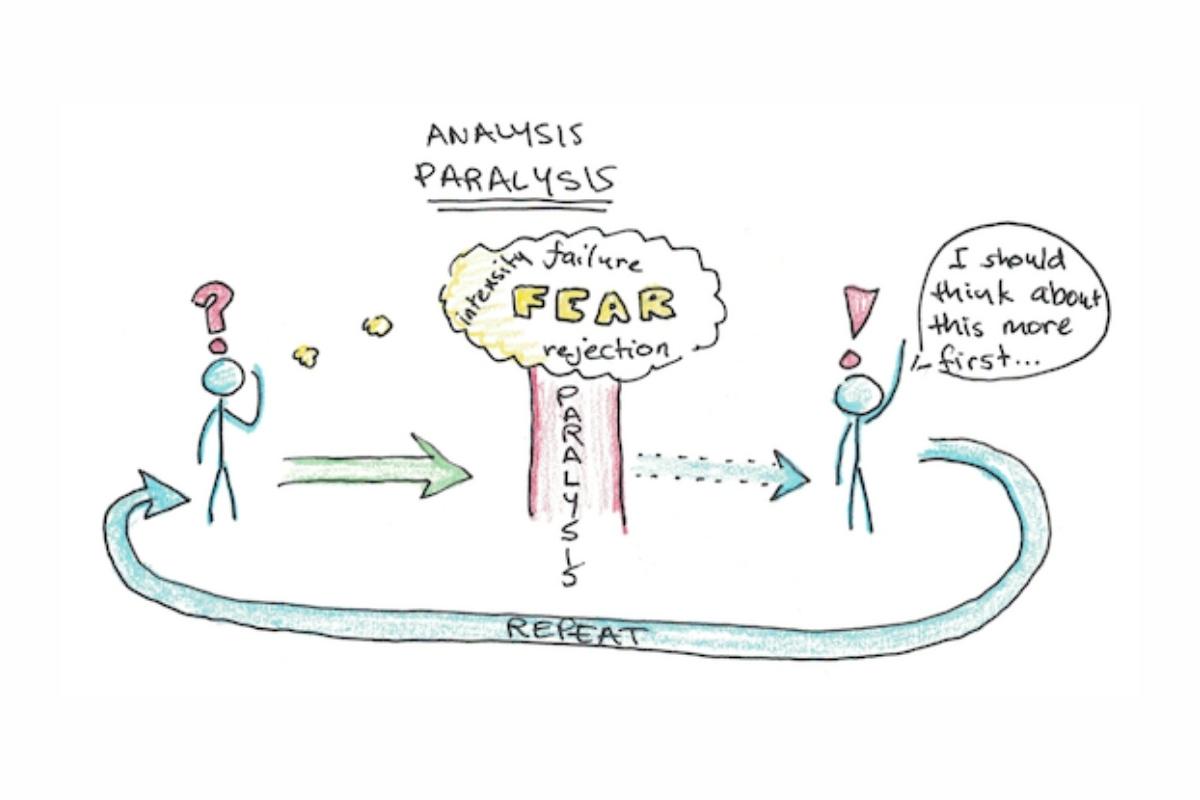 ANALYSIS
PARALYSIS
intensity
failure
FEAR
rejection
PARALYSIS
?
!
I should
think about
this more
first...
REPEAT